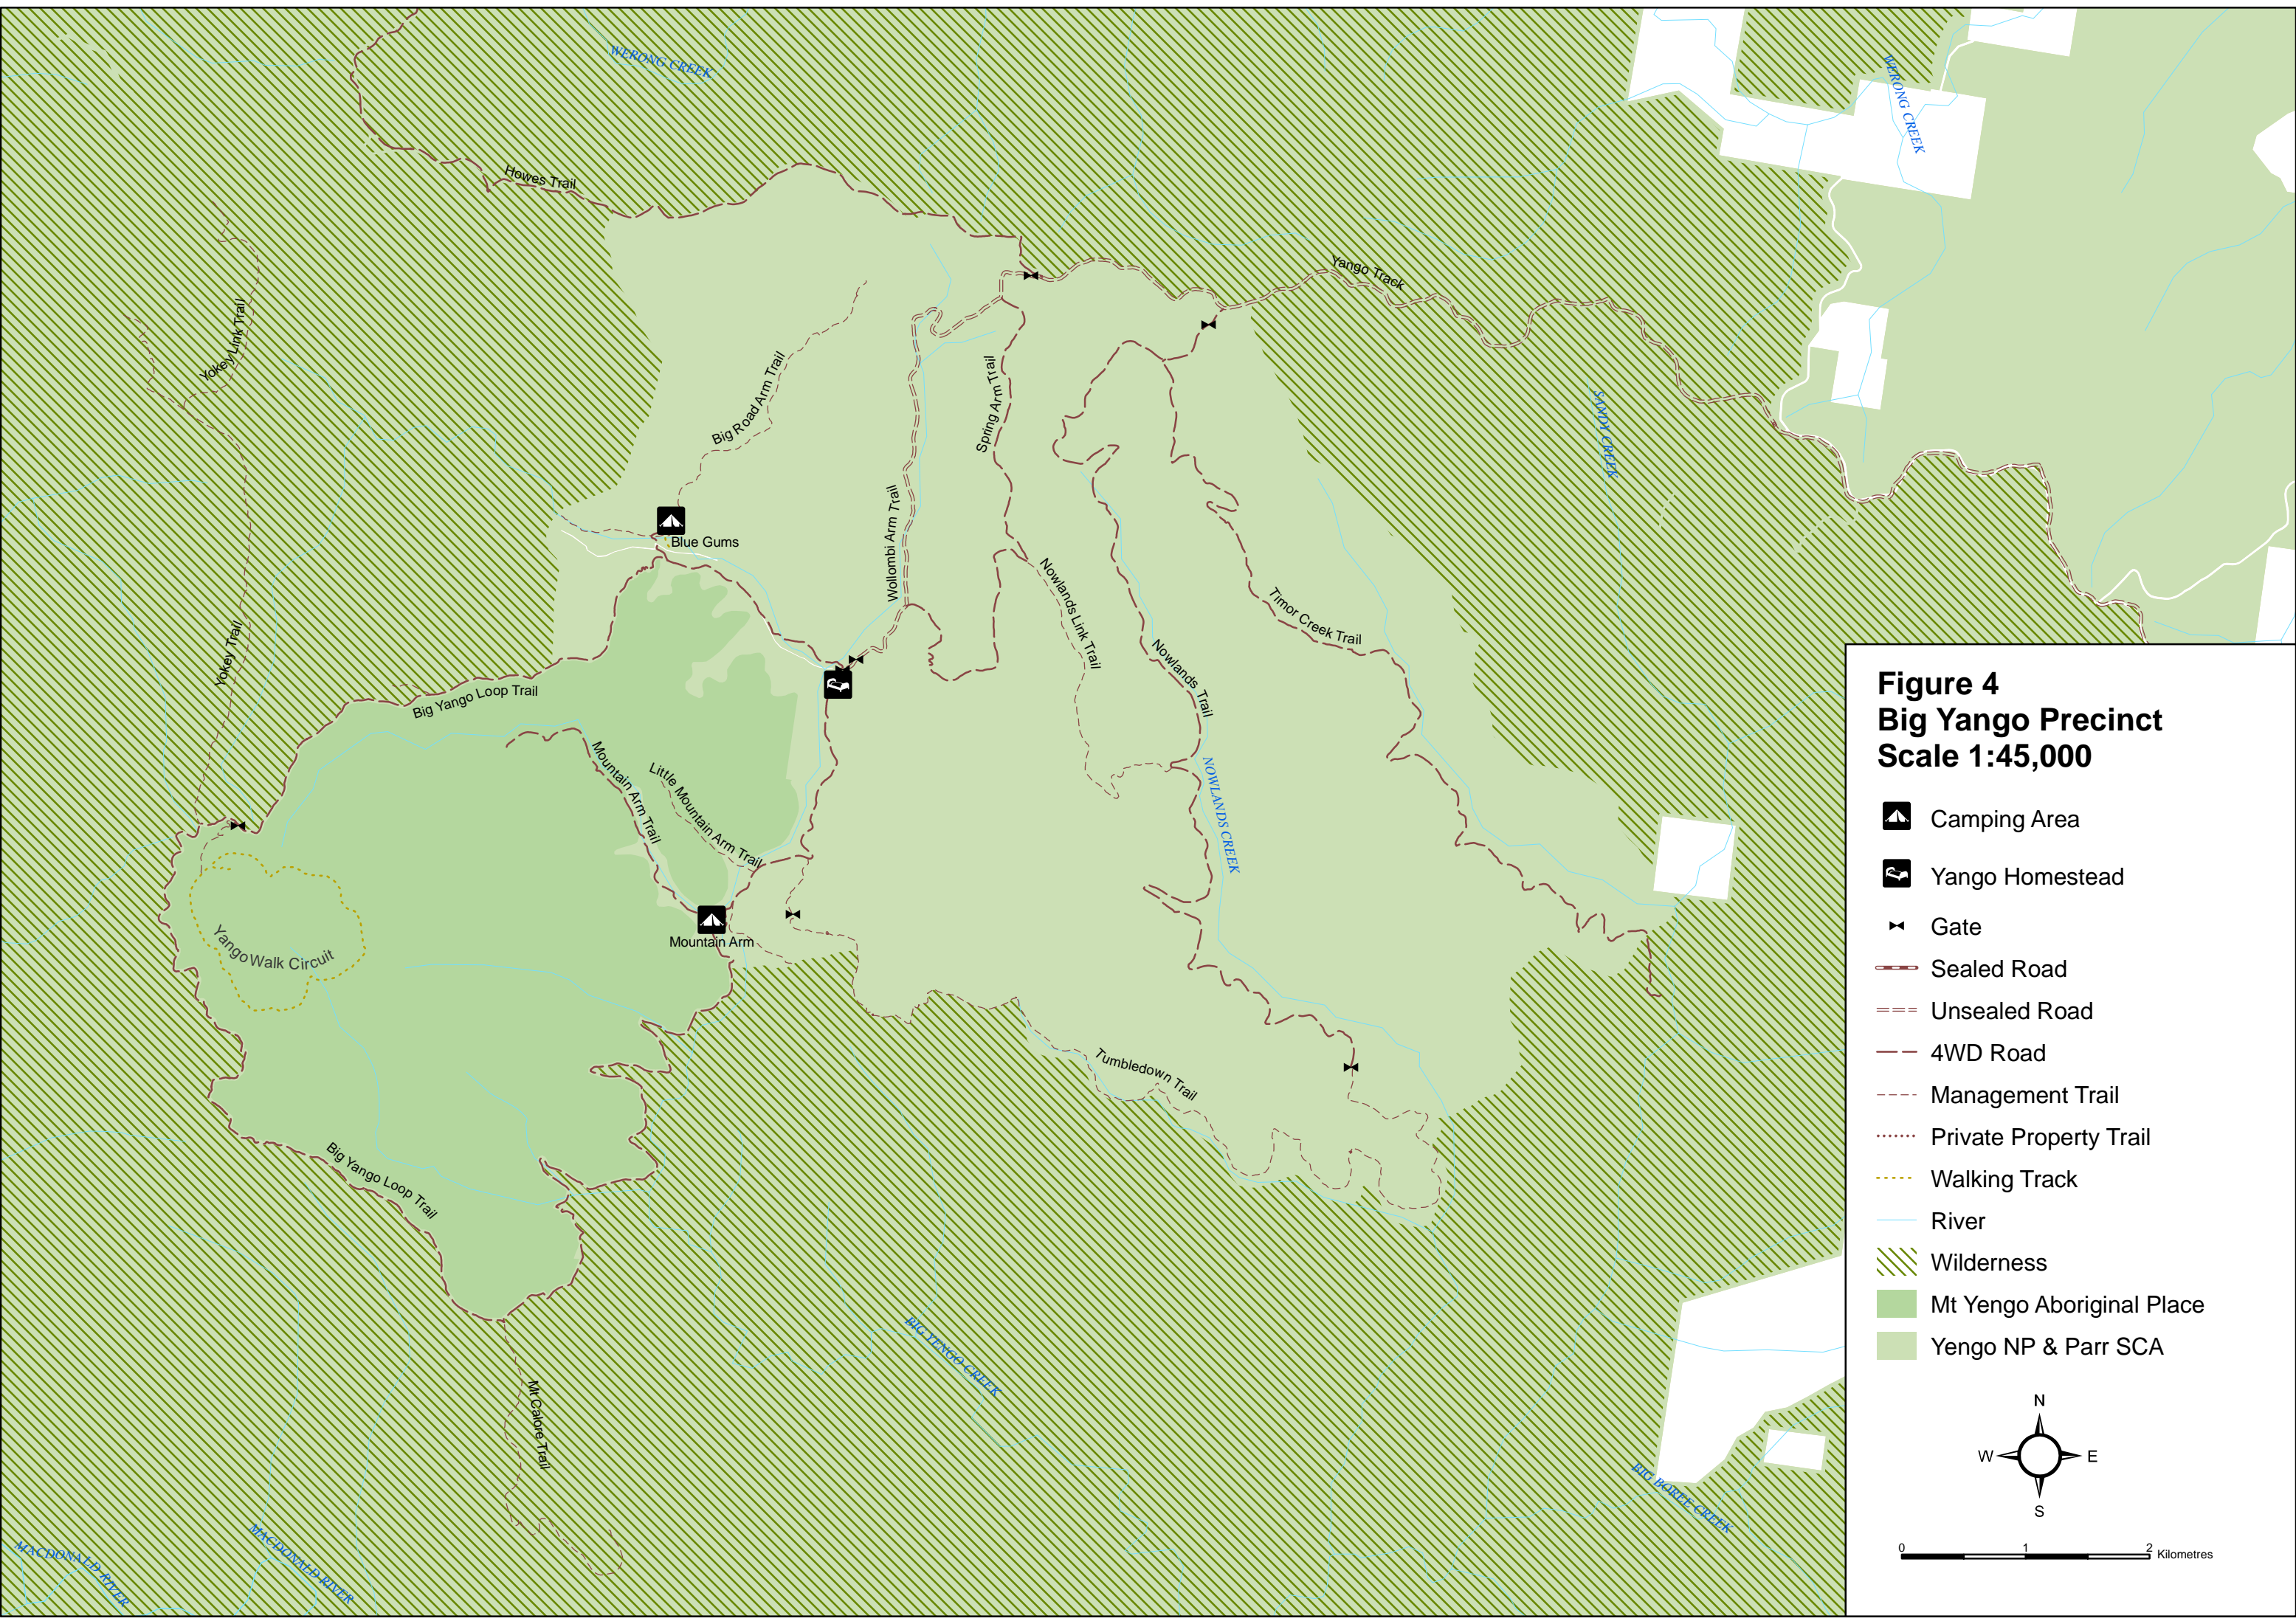 WERONG CREEK
WERONG CREEK
Howes Trail
Yango Track
Yokey Link Trail
Big Road Arm Trail
Spring Arm Trail
SANDY CREEK
Wollombi Arm Trail
Blue Gums
Nowlands Link Trail
Timor Creek Trail
Yokey Trail
Nowlands Trail
Big Yango Loop Trail
Mountain Arm Trail
Little Mountain Arm Trail
NOWLANDS CREEK
Yango Walk Circuit
Mountain Arm
Tumbledown Trail
Big Yango Loop Trail
BIG YENGO CREEK
Mt Calore Trail
BIG BOREE CREEK
MACDONALD RIVER
MACDONALD RIVER
Figure 4
Big Yango Precinct
Scale 1:45,000
Camping Area
Yango Homestead
Gate
Sealed Road
Unsealed Road
4WD Road
Management Trail
Private Property Trail
Walking Track
River
Wilderness
Mt Yengo Aboriginal Place
Yengo NP & Parr SCA
N
W E
S
0 1 2
Kilometres